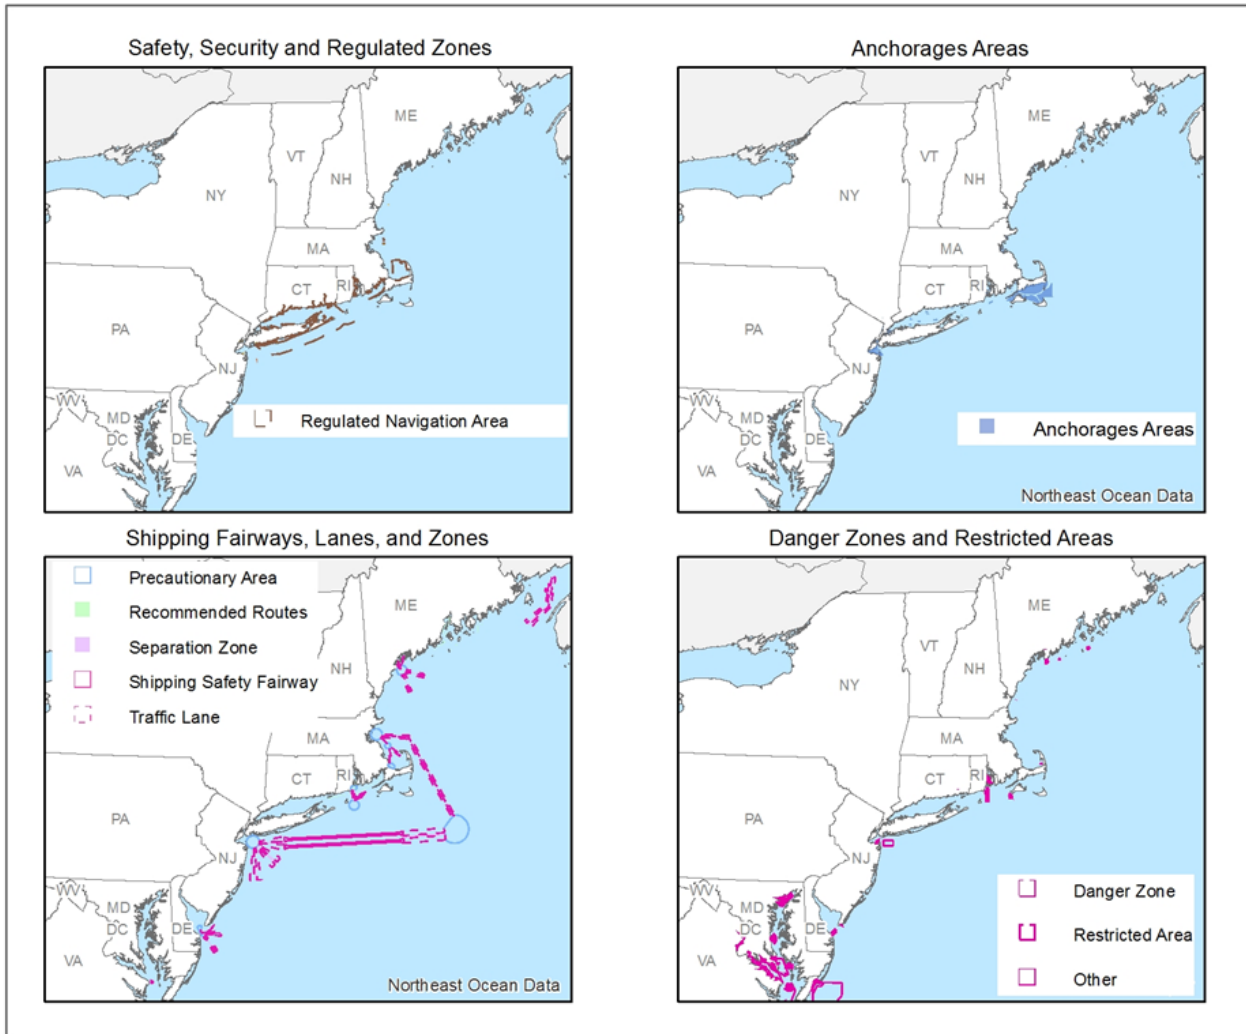 Safety, Security and Regulated Zones
ME
VT
NH
NY
MA
CT
RI
PA
NJ
WV
MD
DC
DE
VA
Regulated Navigation Area
Anchorages Areas
ME
VT
NH
NY
MA
CT
RI
PA
NJ
WV
MD
DC
DE
VA
Anchorages Areas
Northeast Ocean Data
Shipping Fairways, Lanes, and Zones
Precautionary Area
Recommended Routes
Separation Zone
Shipping Safety Fairway
Traffic Lane
ME
NH
MA
CT
RI
PA
NJ
WV
MD
DC
DE
VA
Northeast Ocean Data
Danger Zones and Restricted Areas
ME
VT
NH
NY
MA
CT
RI
PA
NJ
WV
MD
DC
DE
VA
Danger Zone
Restricted Area
Other